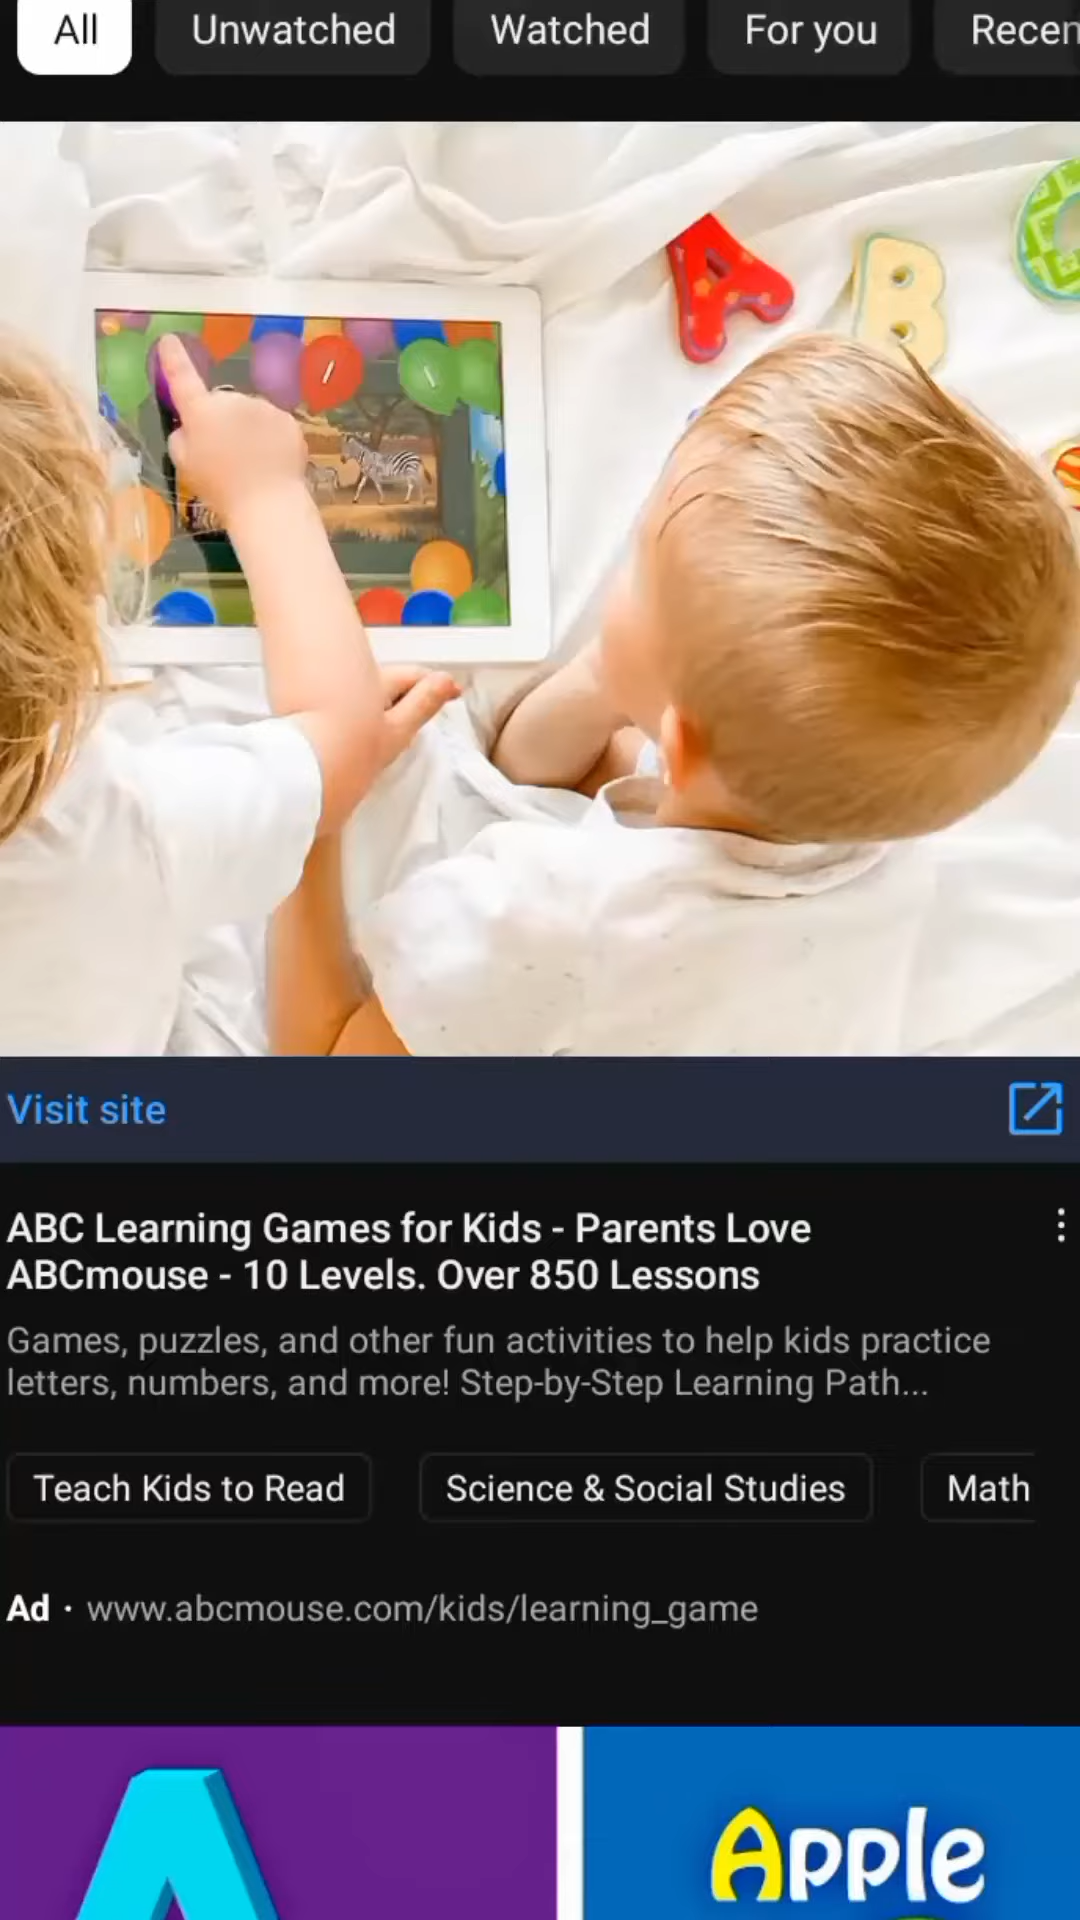 All
Unwatched
Watched
For you
Recen
A
B
Visit site
ABC Learning Games for Kids - Parents Love
ABCmouse - 10 Levels. Over 850 Lessons
Games, puzzles, and other fun activities to help kids practice
letters, numbers, and more! Step-by-Step Learning Path...
Teach Kids to Read
Science & Social Studies
Math
Ad · www.abcmouse.com/kids/learning_game
A
Apple